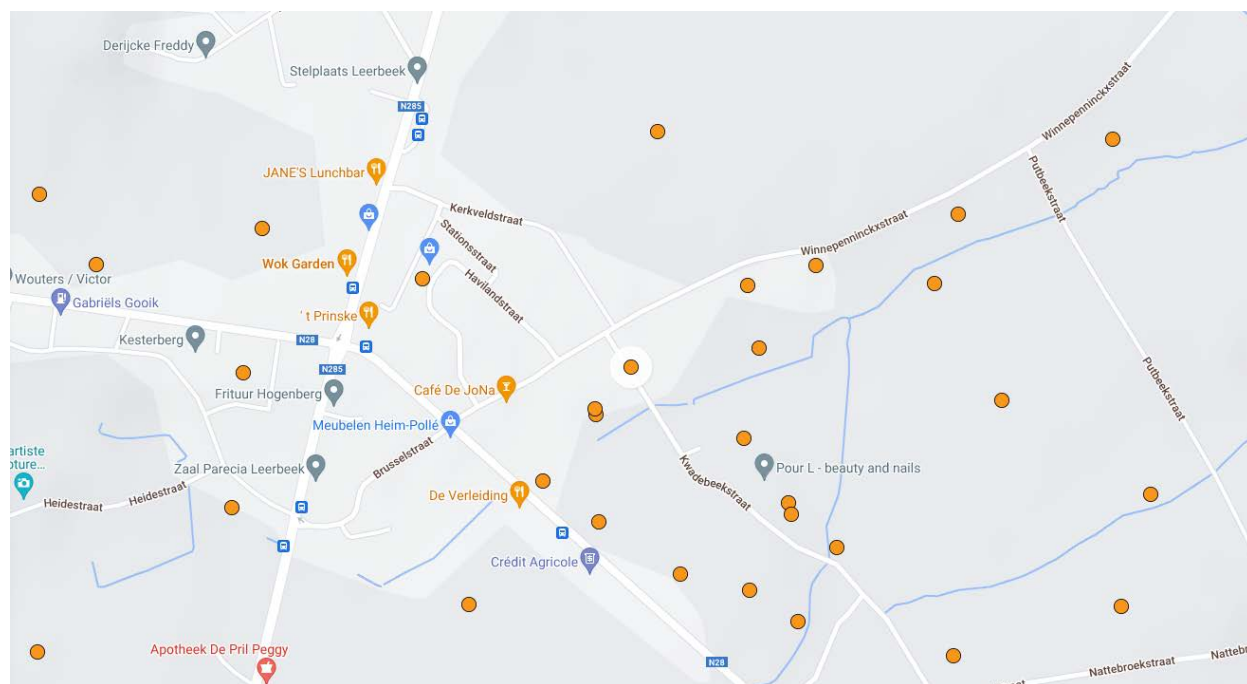 Derijcke Freddy
Stelplaats Leerbeek
N285
Winnepenninckxstraat
JANE'S Lunchbar
Putbeekstraat
Kerkveldstraat
Stationsstraat
Winnepenninckxstraat
Wok Garden
Havilandstraat
Wouters / Victor
Gabriëls Gooik
't Prinske
Kesterberg
N28
N285
Putbeekstraat
Frituur Hogenberg
Café De JoNa
Meubelen Heim-Pollé
artiste
oture...
Zaal Parecia Leerbeek
Brusselstraat
Kwadebeekstraat
Pour L - beauty and nails
Heidestraat
Heidestraat
De Verleiding
Crédit Agricole
Apotheek De Pril Peggy
N28
Nattebroekstraat
Nattebr